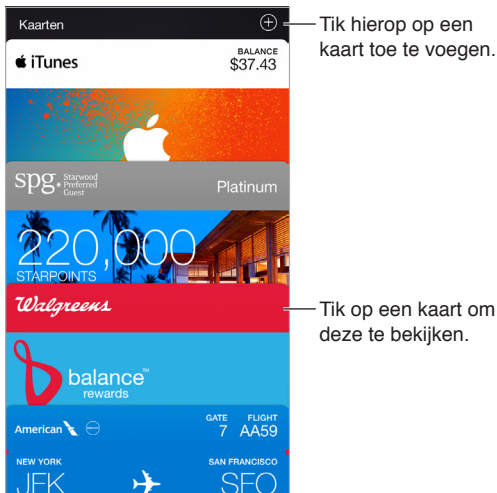 Kaarten
Tik hierop op een
kaart toe te voegen.
iTunes
BALANCE
$37.43
spg.
Starwood
Preferred
Guest
Platinum
220,000
STARPOINTS
Walgreens
Tik op een kaart om
deze te bekijken.
balance™
rewards
American
GATE
7
FLIGHT
AA59
NEW YORK
JFK
SAN FRANCISCO
SFO